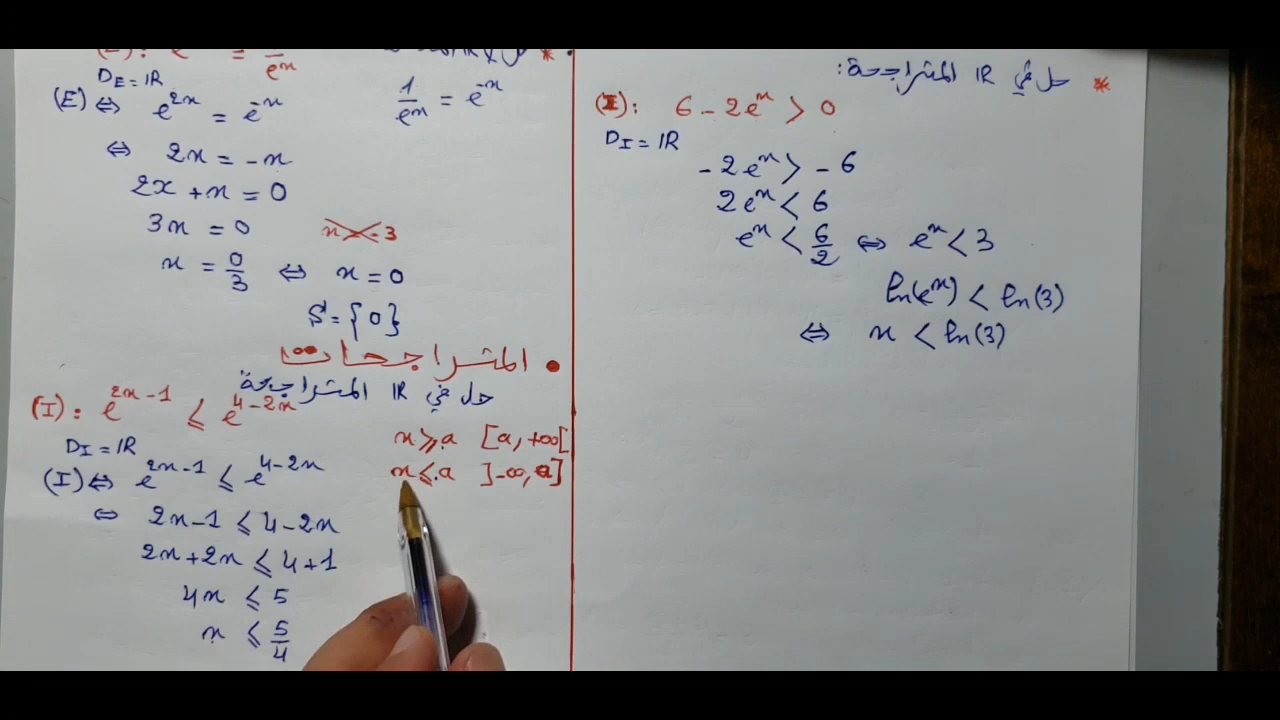 e^x
D_E = IR
(E) ⇔ e^{2x} = e^{-x}
1/e^x = e^{-x}
⇔ 2x = -x
2x + x = 0
3x = 0
x = 0/3 ⇔ x = 0
S = {0}
• المتراجحات
حل في IR المتراجحة
(I): e^{2x-1} ≤ e^{4-2x}
D_I = IR
(I) ⇔ e^{2x-1} ≤ e^{4-2x}
⇔ 2x-1 ≤ 4-2x
2x+2x ≤ 4+1
4x ≤ 5
x ≤ 5/4
x ≥ a [a, +∞[
x ≤ a ]-∞, a]
* حل في IR المتراجحة:
(I): 6 - 2e^x > 0
D_I = IR
-2e^x > -6
2e^x < 6
e^x < 6/2 ⇔ e^x < 3
ln(e^x) < ln(3)
⇔ x < ln(3)